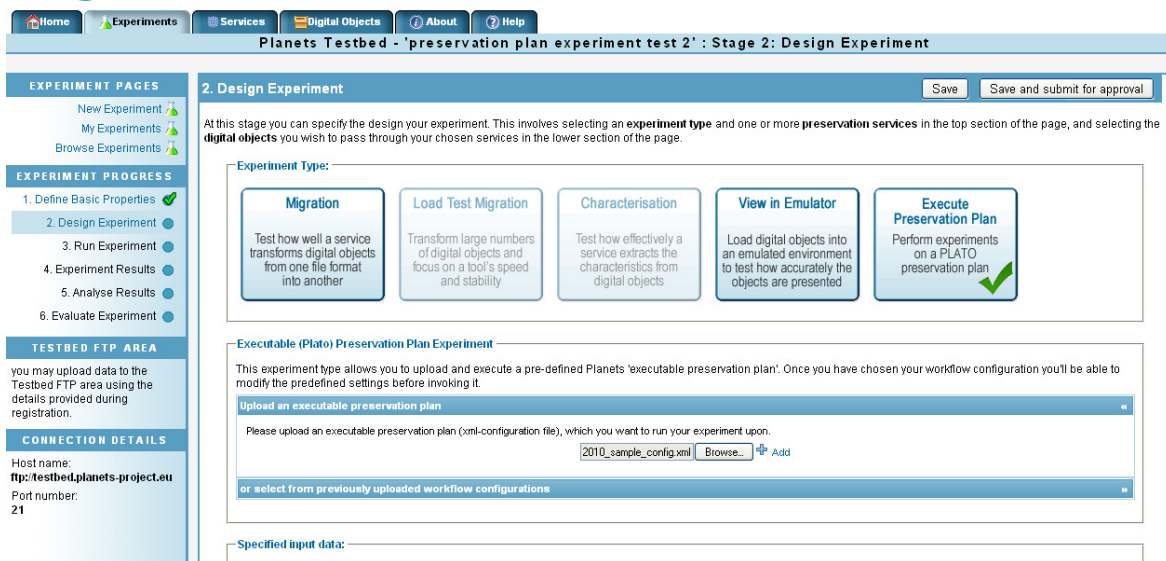 Home
Experiments
Services
Digital Objects
About
Help
Planets Testbed - 'preservation plan experiment test 2' : Stage 2: Design Experiment
EXPERIMENT PAGES
New Experiment
My Experiments
Browse Experiments
EXPERIMENT PROGRESS
1. Define Basic Properties
2. Design Experiment
3. Run Experiment
4. Experiment Results
5. Analyse Results
6. Evaluate Experiment
TESTBED FTP AREA
you may upload data to the
Testbed FTP area using the
details provided during
registration.
CONNECTION DETAILS
Host name:
ftp://testbed.planets-project.eu
Port number:
21
2. Design Experiment
Save
Save and submit for approval
At this stage you can specify the design your experiment. This involves selecting an experiment type and one or more preservation services in the top section of the page, and selecting the
digital objects you wish to pass through your chosen services in the lower section of the page.
Experiment Type:
Migration
Test how well a service
transforms digital objects
from one file format
into another
Load Test Migration
Transform large numbers
of digital objects and
focus on a tool's speed
and stability
Characterisation
Test how effectively a
service extracts the
characteristics from
digital objects
View in Emulator
Load digital objects into
an emulated environment
to test how accurately the
objects are presented
Execute
Preservation Plan
Perform experiments
on a PLATO
preservation plan
Executable (Plato) Preservation Plan Experiment
This experiment type allows you to upload and execute a pre-defined Planets 'executable preservation plan'. Once you have chosen your workflow configuration you'll be able to
modify the predefined settings before invoking it.
Upload an executable preservation plan «
Please upload an executable preservation plan (xml-configuration file), which you want to run your experiment upon.
2010_sample_config.xml Browse... Add
or select from previously uploaded workflow configurations »
Specified input data: